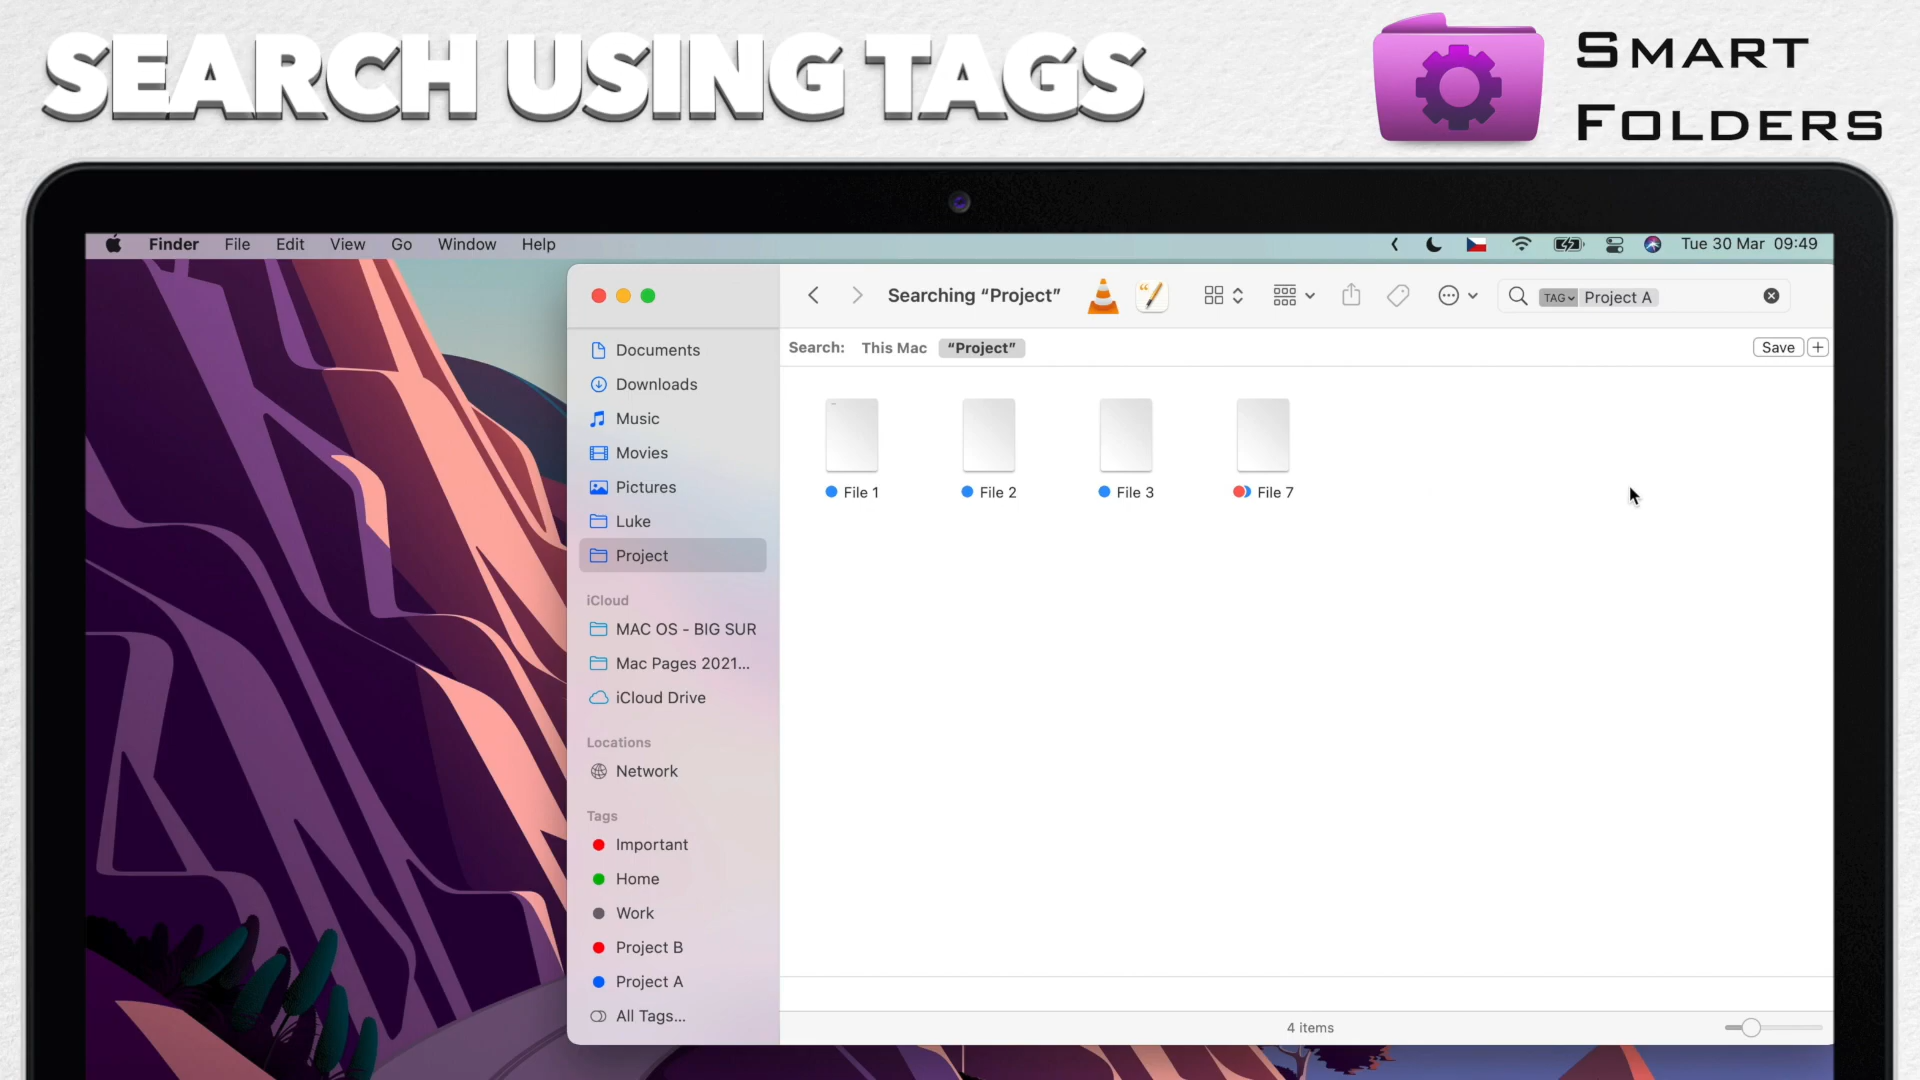 SEARCH USING TAGS
SMART
FOLDERS
Finder File Edit View Go Window Help
Tue 30 Mar 09:49
Searching “Project”
TAG Project A
Search: This Mac “Project”
Save +
Documents
Downloads
Music
Movies
Pictures
Luke
Project
File 1
File 2
File 3
File 7
iCloud
MAC OS - BIG SUR
Mac Pages 2021...
iCloud Drive
Locations
Network
Tags
Important
Home
Work
Project B
Project A
All Tags...
4 items